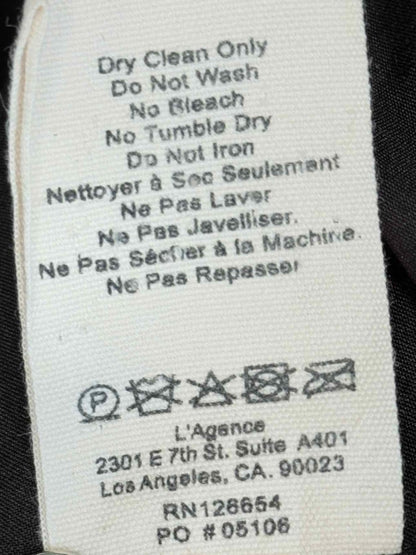 Dry Clean Only
Do Not Wash
No Bleach
No Tumble Dry
Do Not Iron
Nettoyer à Sec Seulement
Ne Pas Laver
Ne Pas Javelliser.
Ne Pas Sécher à la Machine.
Ne Pas Repasser
P
L'Agence
2301 E 7th St. Suite A401
Los Angeles, CA. 90023
RN128654
PO #05106